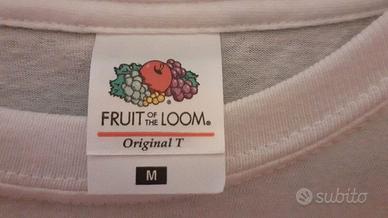 FRUIT OF THE LOOM®
Original T
M
subito